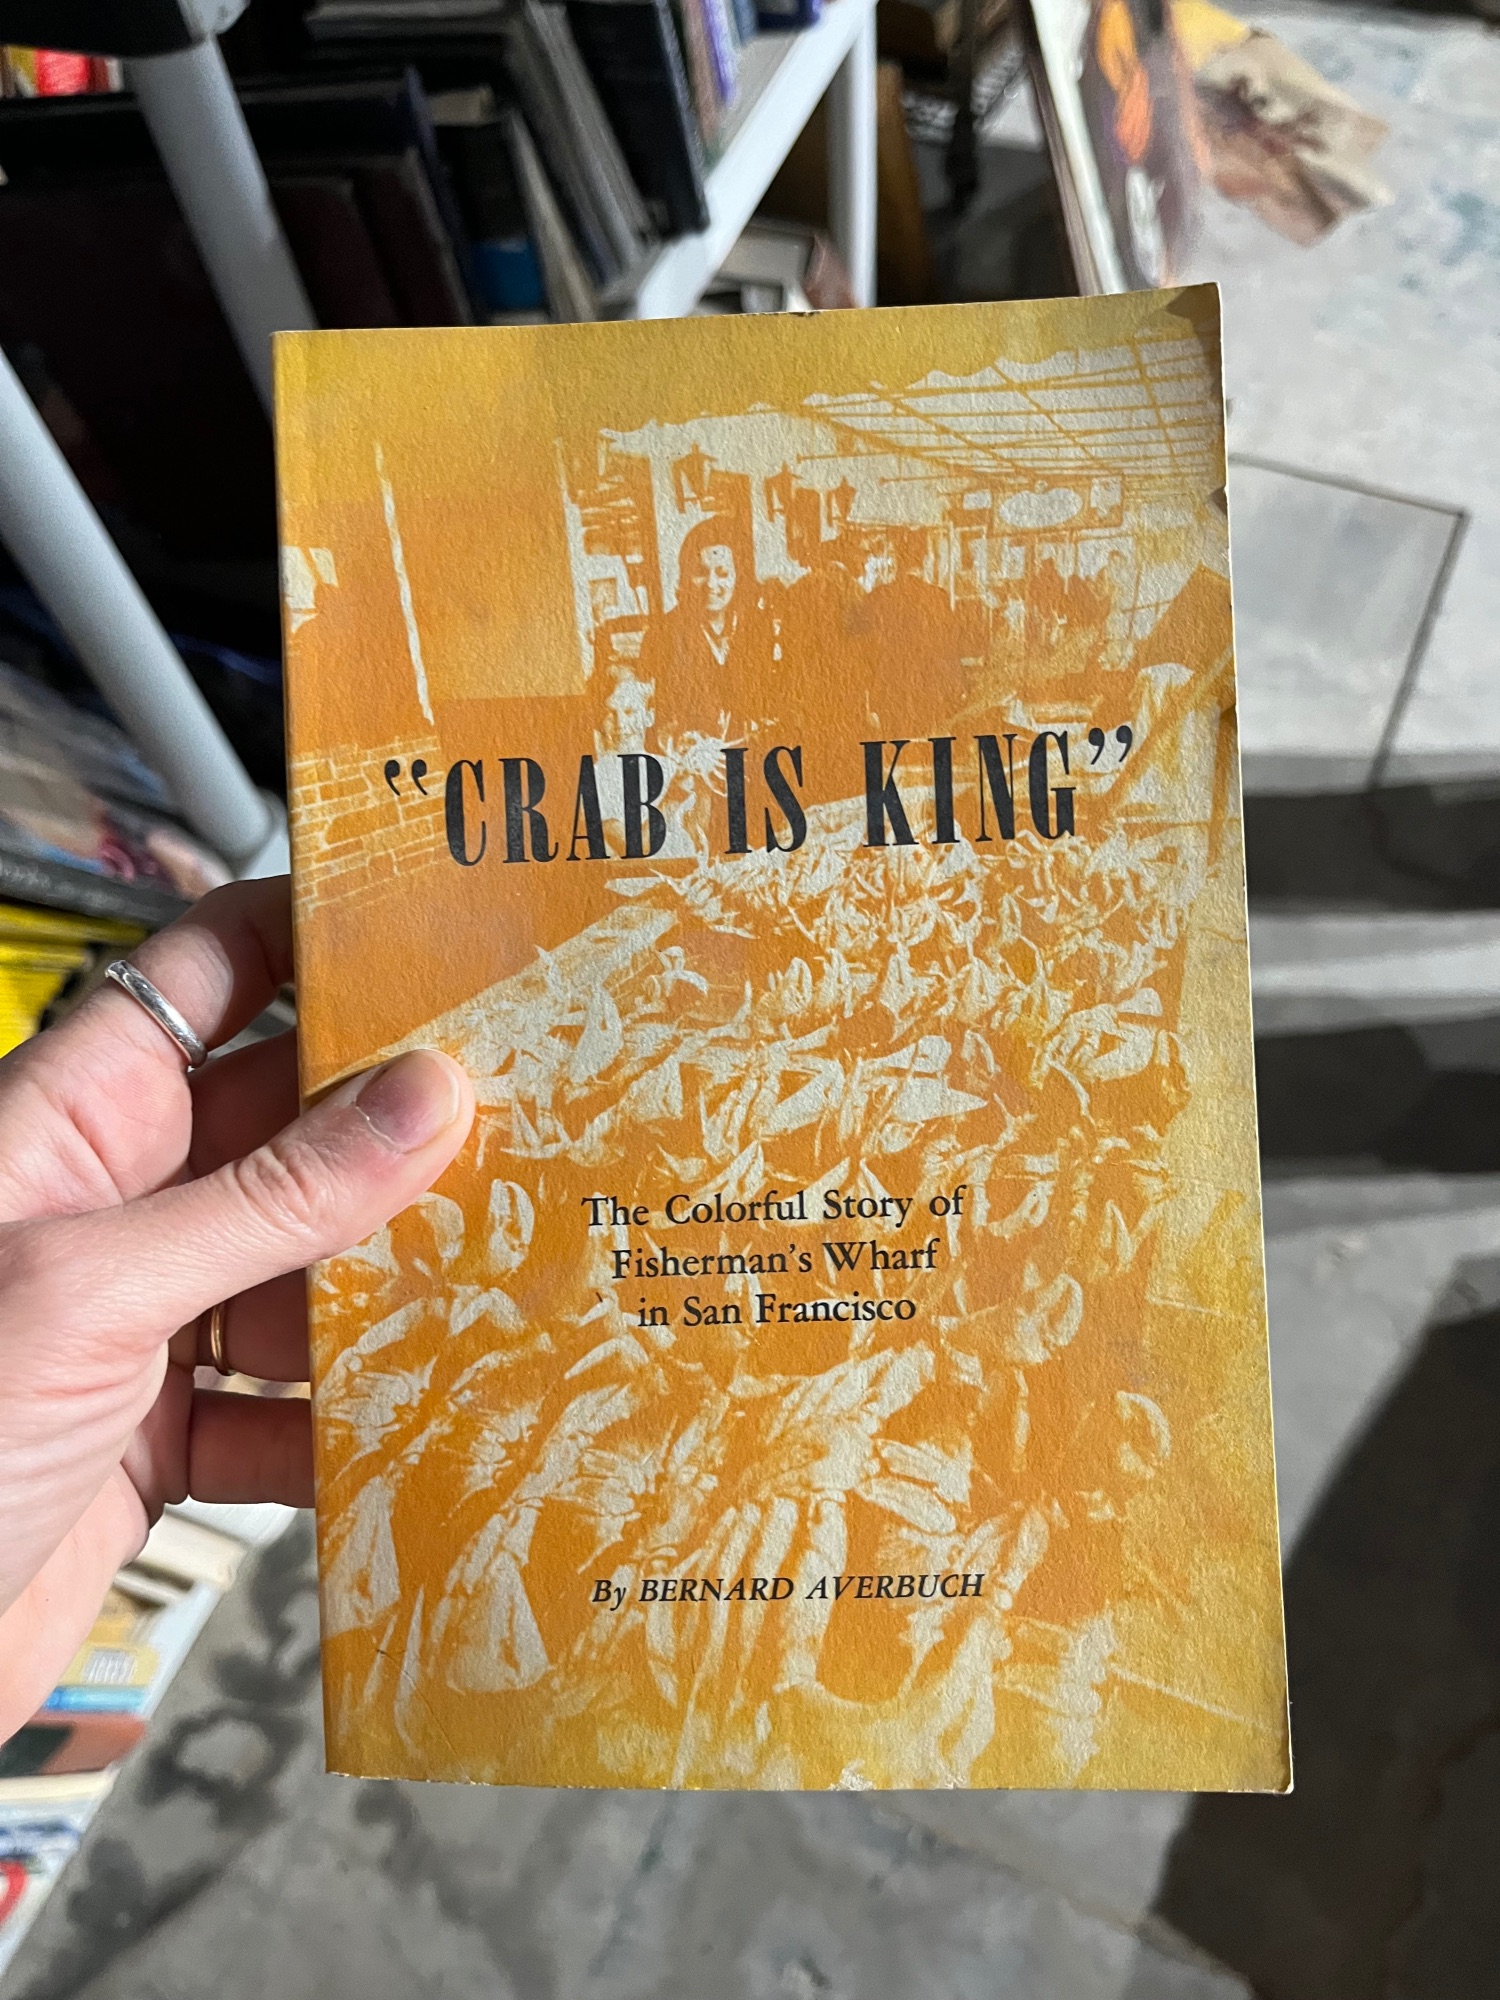 “CRAB IS KING”
The Colorful Story of
Fisherman’s Wharf
in San Francisco
By BERNARD AVERBUCH